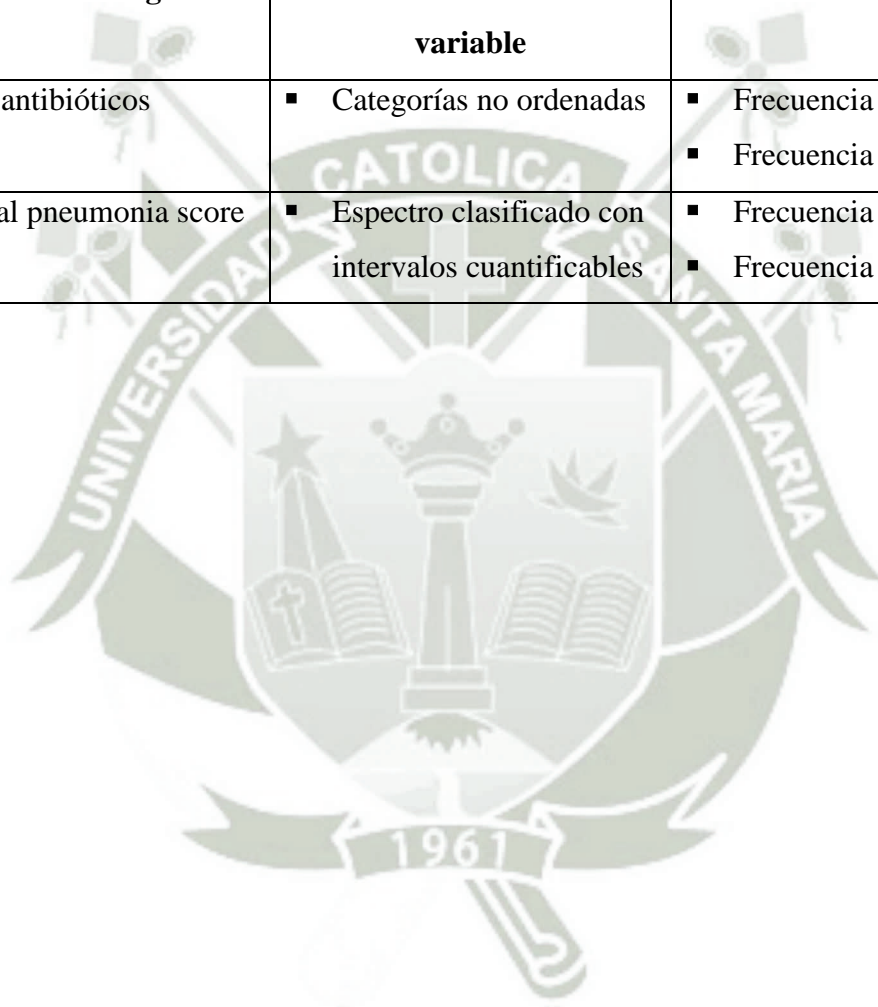 variable
antibióticos ▪ Categorías no ordenadas ▪ Frecuencia
▪ Frecuencia
al pneumonia score ▪ Espectro clasificado con ▪ Frecuencia
intervalos cuantificables ▪ Frecuencia
UNIVERSIDAD CATOLICA SANTA MARIA
1961